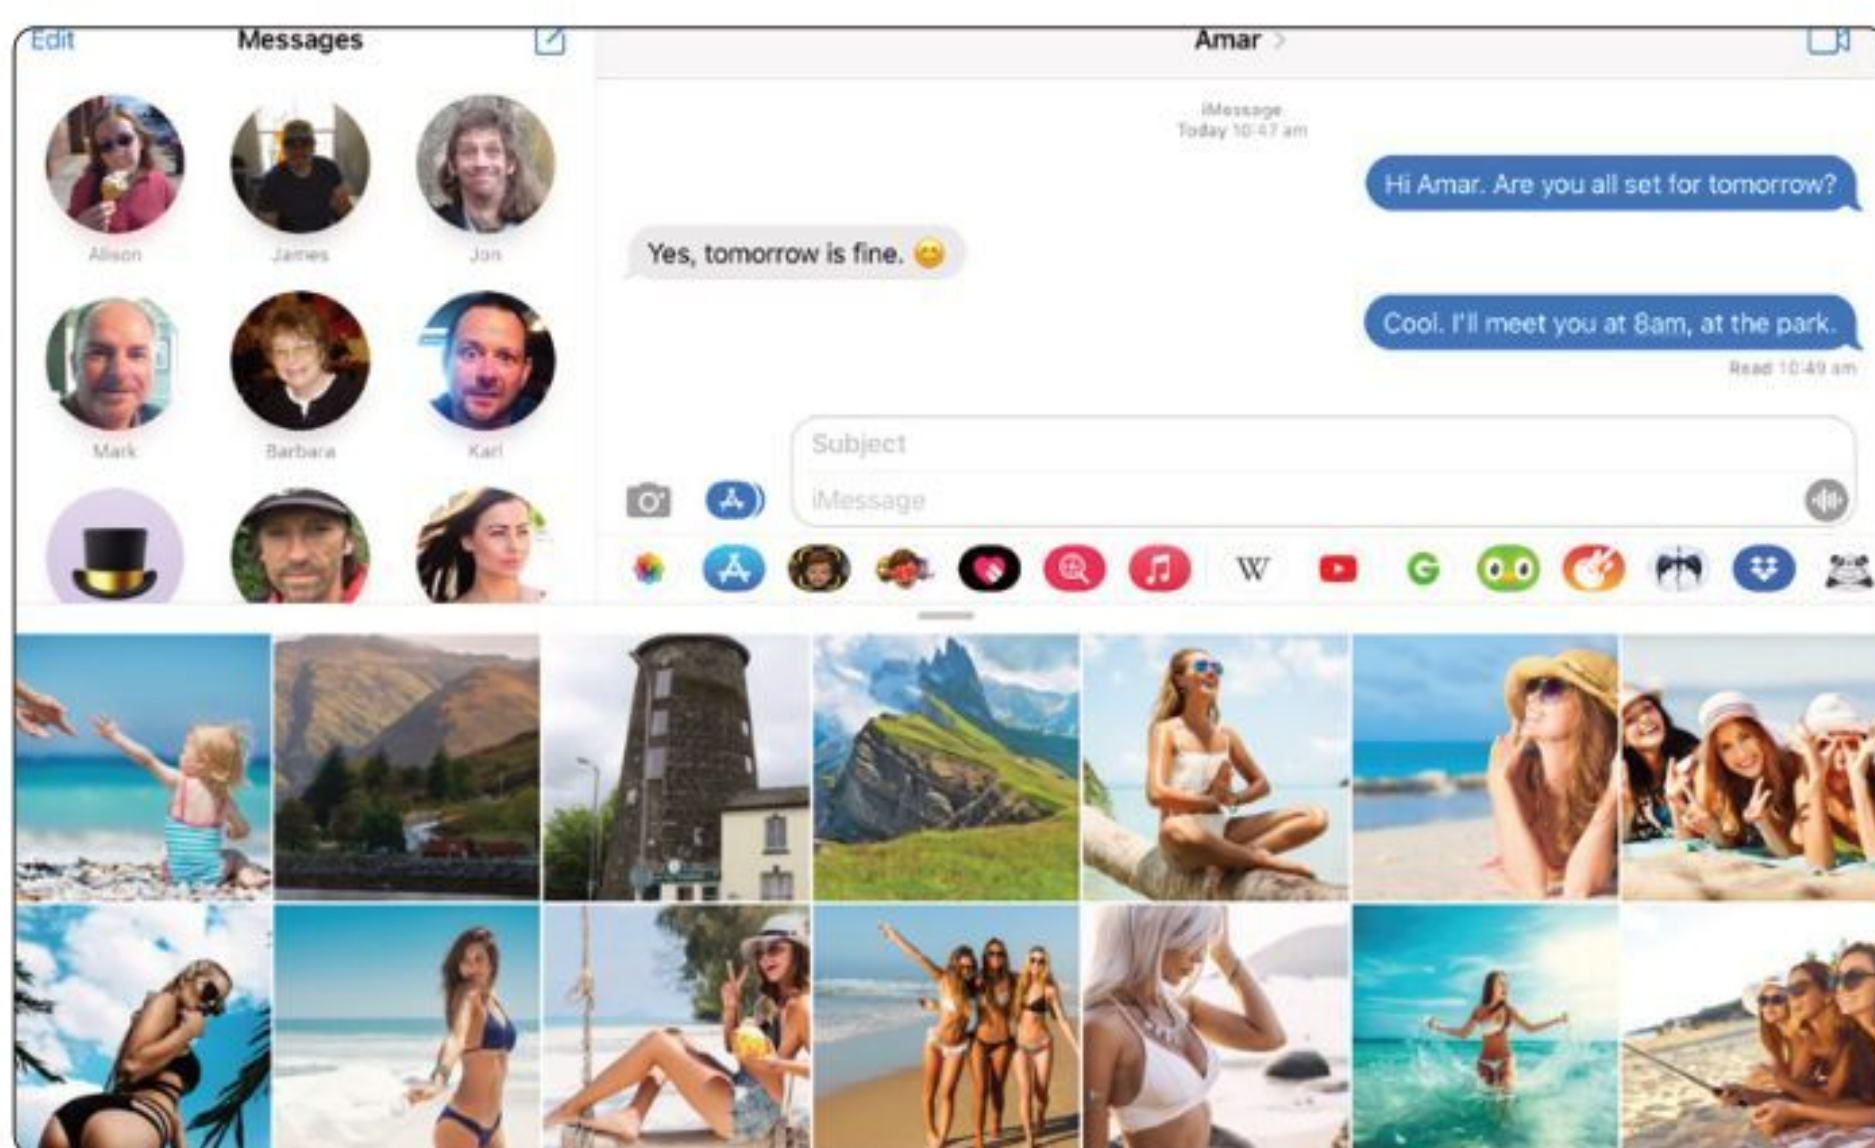 Edit
Messages
Amar >
iMessage
Today 10:47 am
Hi Amar. Are you all set for tomorrow?
Yes, tomorrow is fine. 😊
Cool. I'll meet you at 8am, at the park.
Read 10:49 am
Alison
James
Jon
Mark
Barbara
Karl
Subject
iMessage
W
G